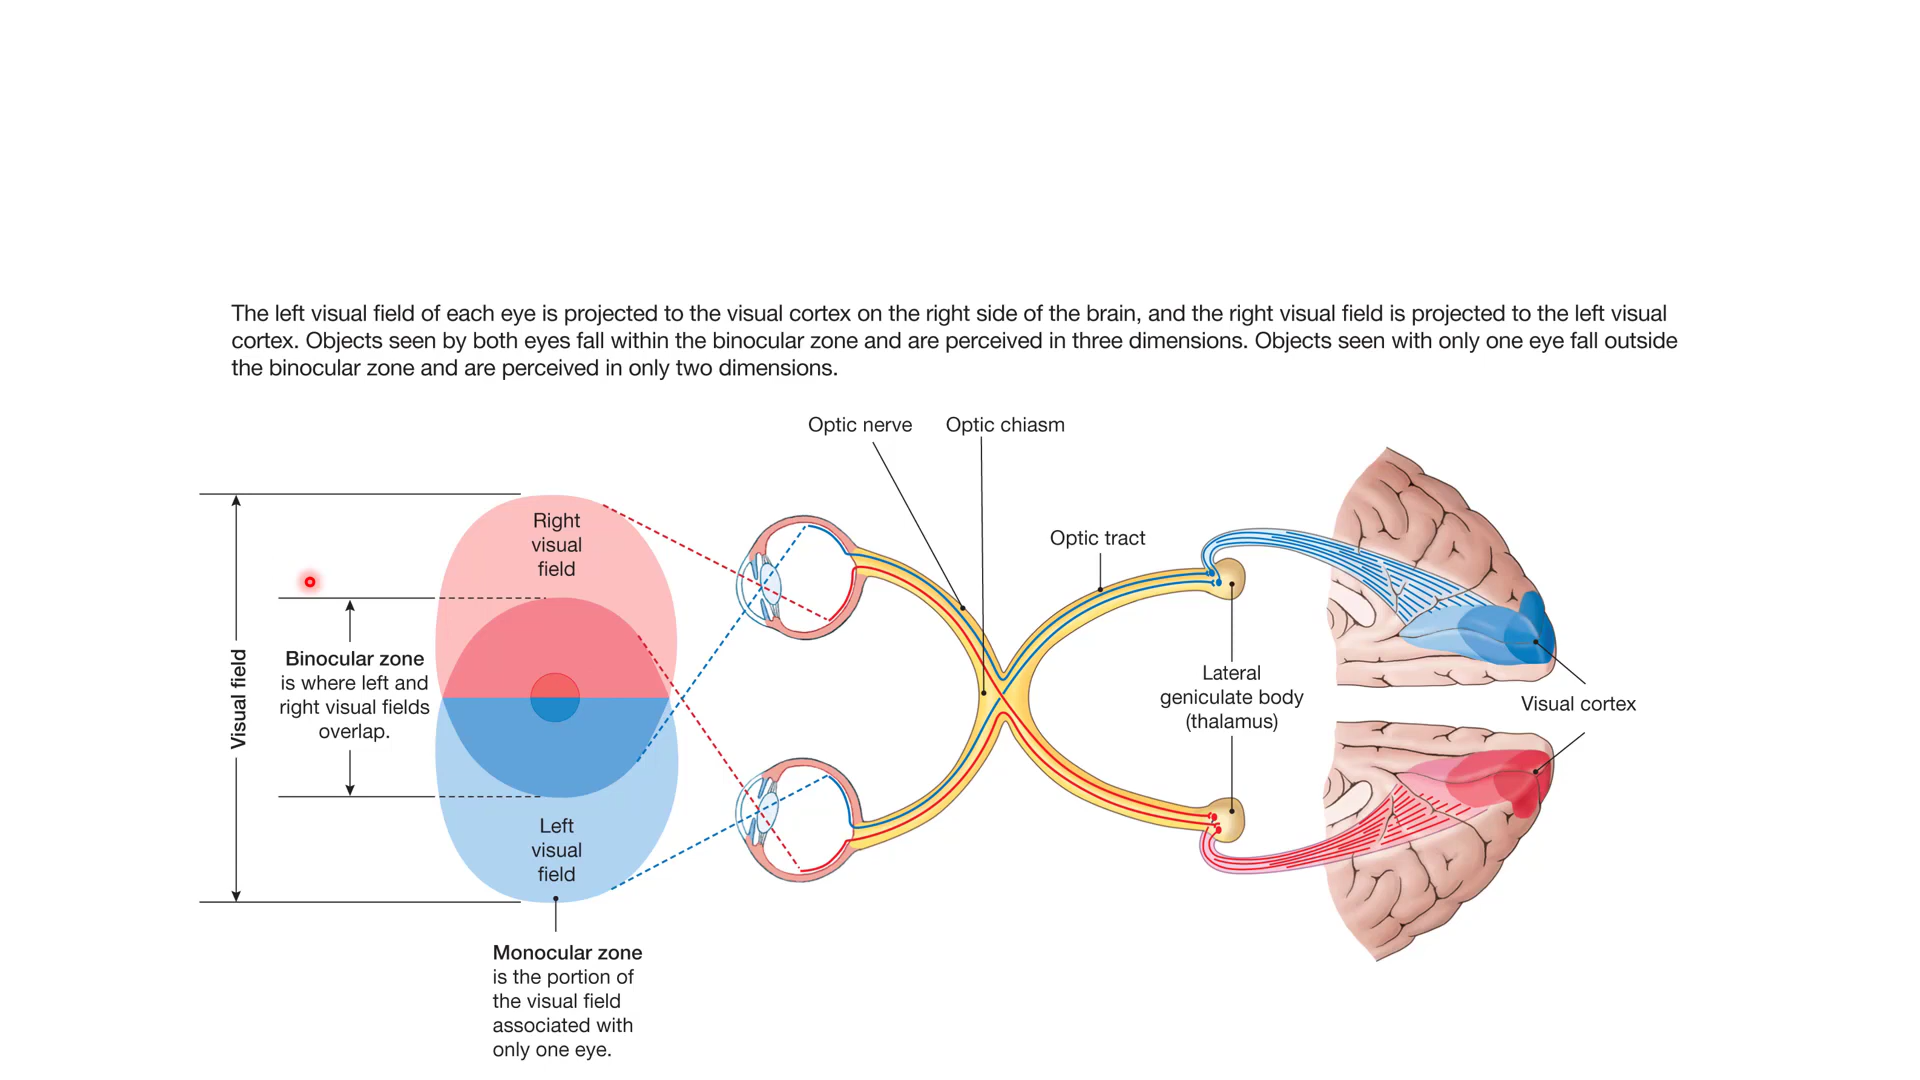 The left visual field of each eye is projected to the visual cortex on the right side of the brain, and the right visual field is projected to the left visual
cortex. Objects seen by both eyes fall within the binocular zone and are perceived in three dimensions. Objects seen with only one eye fall outside
the binocular zone and are perceived in only two dimensions.
Optic nerve
Optic chiasm
Right
visual
field
Optic tract
Visual field
Binocular zone
is where left and
right visual fields
overlap.
Lateral
geniculate body
(thalamus)
Visual cortex
Left
visual
field
Monocular zone
is the portion of
the visual field
associated with
only one eye.